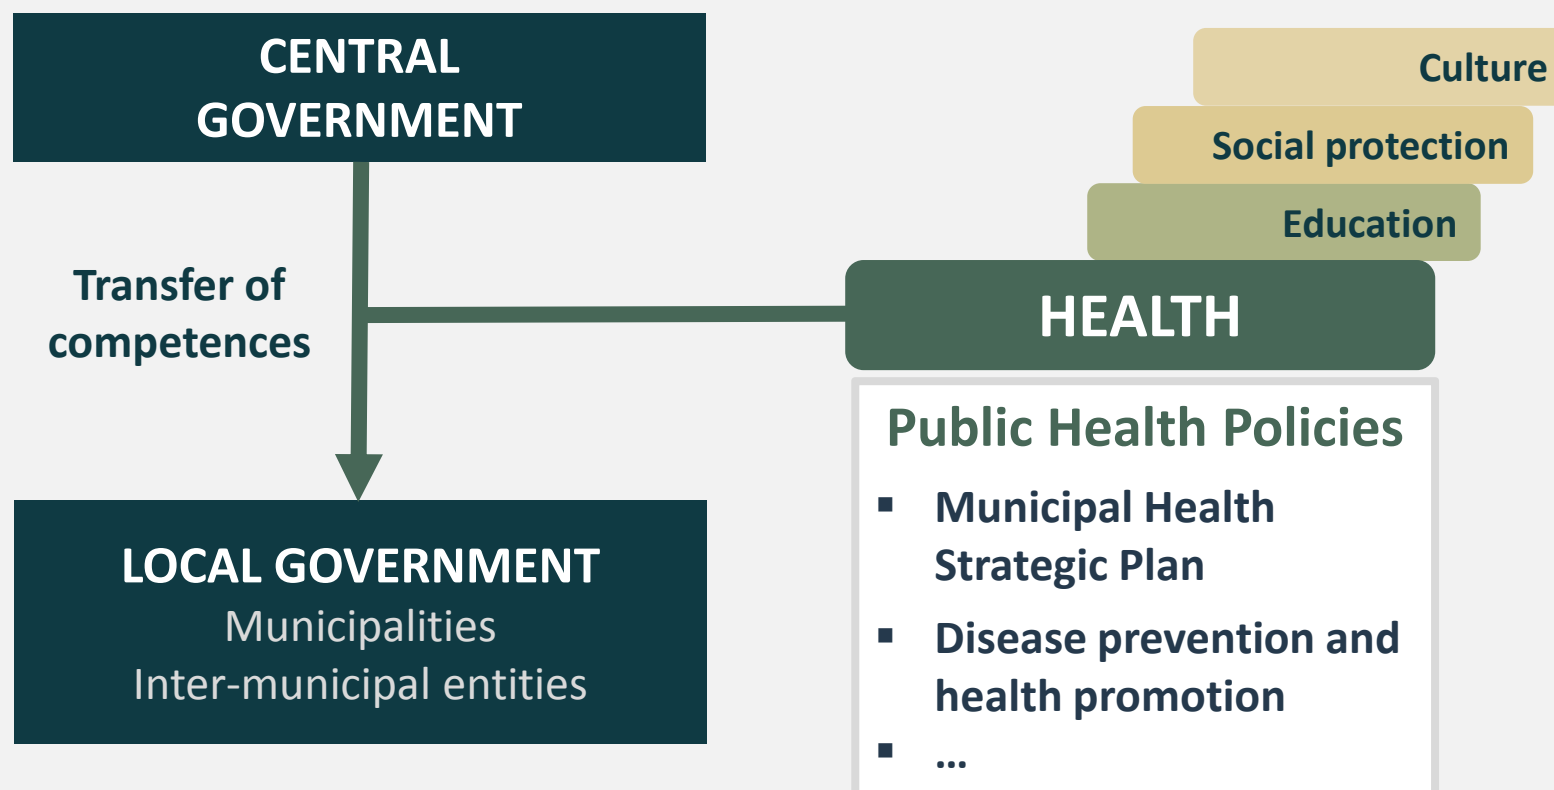 CENTRAL
GOVERNMENT
Transfer of
competences
LOCAL GOVERNMENT
Municipalities
Inter-municipal entities
Culture
Social protection
Education
HEALTH
Public Health Policies
▪ Municipal Health
Strategic Plan
▪ Disease prevention and
health promotion
▪ …